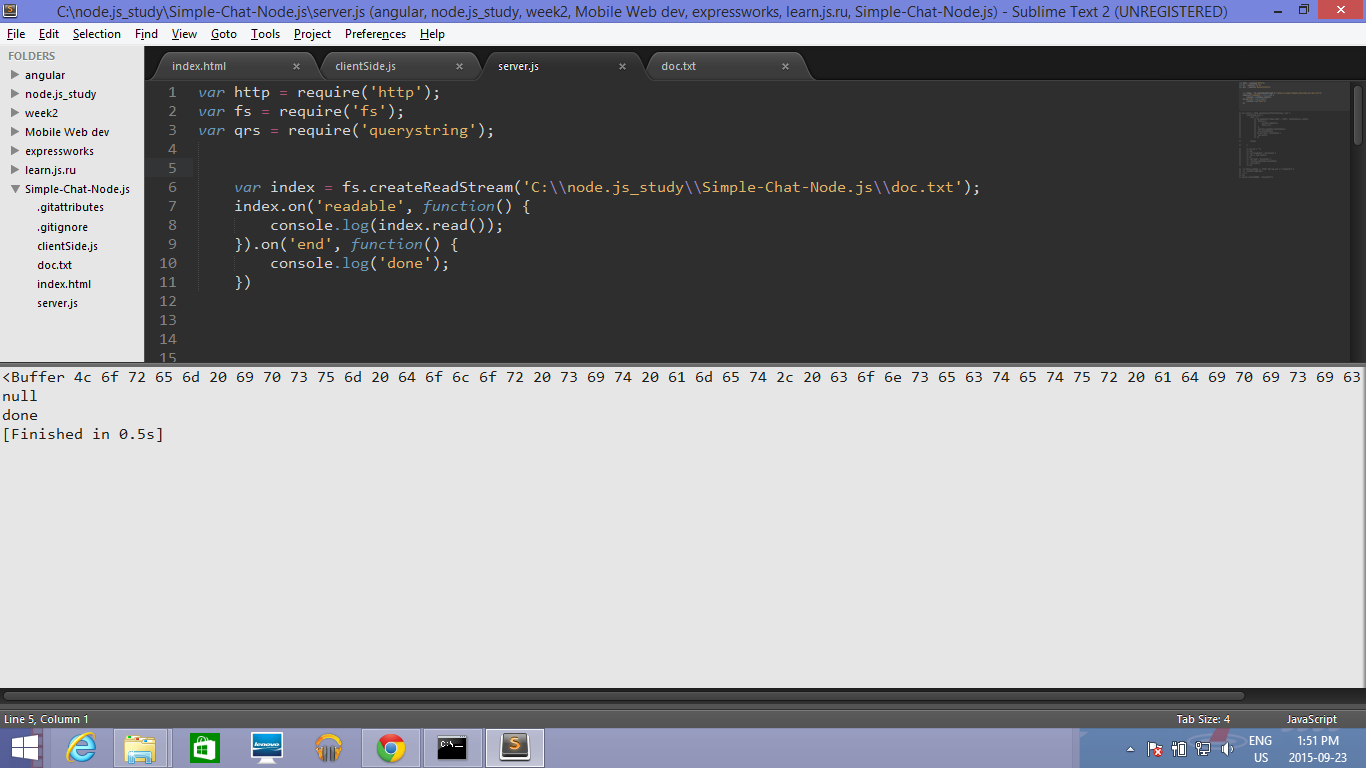 C:\node.js_study\Simple-Chat-Node.js\server.js (angular, node.js_study, week2, Mobile Web dev, expressworks, learn.js.ru, Simple-Chat-Node.js) - Sublime Text 2 (UNREGISTERED)
File Edit Selection Find View Goto Tools Project Preferences Help
FOLDERS
angular
node.js_study
week2
Mobile Web dev
expressworks
learn.js.ru
Simple-Chat-Node.js
.gitattributes
.gitignore
clientSide.js
doc.txt
index.html
server.js
index.html × clientSide.js × server.js × doc.txt ×
1 var http = require('http');
2 var fs = require('fs');
3 var qrs = require('querystring');
4
5
6 var index = fs.createReadStream('C:\\node.js_study\\Simple-Chat-Node.js\\doc.txt');
7 index.on('readable', function() {
8 console.log(index.read());
9 }).on('end', function() {
10 console.log('done');
11 })
12
13
14
15
<Buffer 4c 6f 72 65 6d 20 69 70 73 75 6d 20 64 6f 6c 6f 72 20 73 69 74 20 61 6d 65 74 2c 20 63 6f 6e 73 65 63 74 65 74 75 72 20 61 64 69 70 69 73 69 63
null
done
[Finished in 0.5s]
Line 5, Column 1 Tab Size: 4 JavaScript
lenovo
C:\_
ENG
US
1:51 PM
2015-09-23